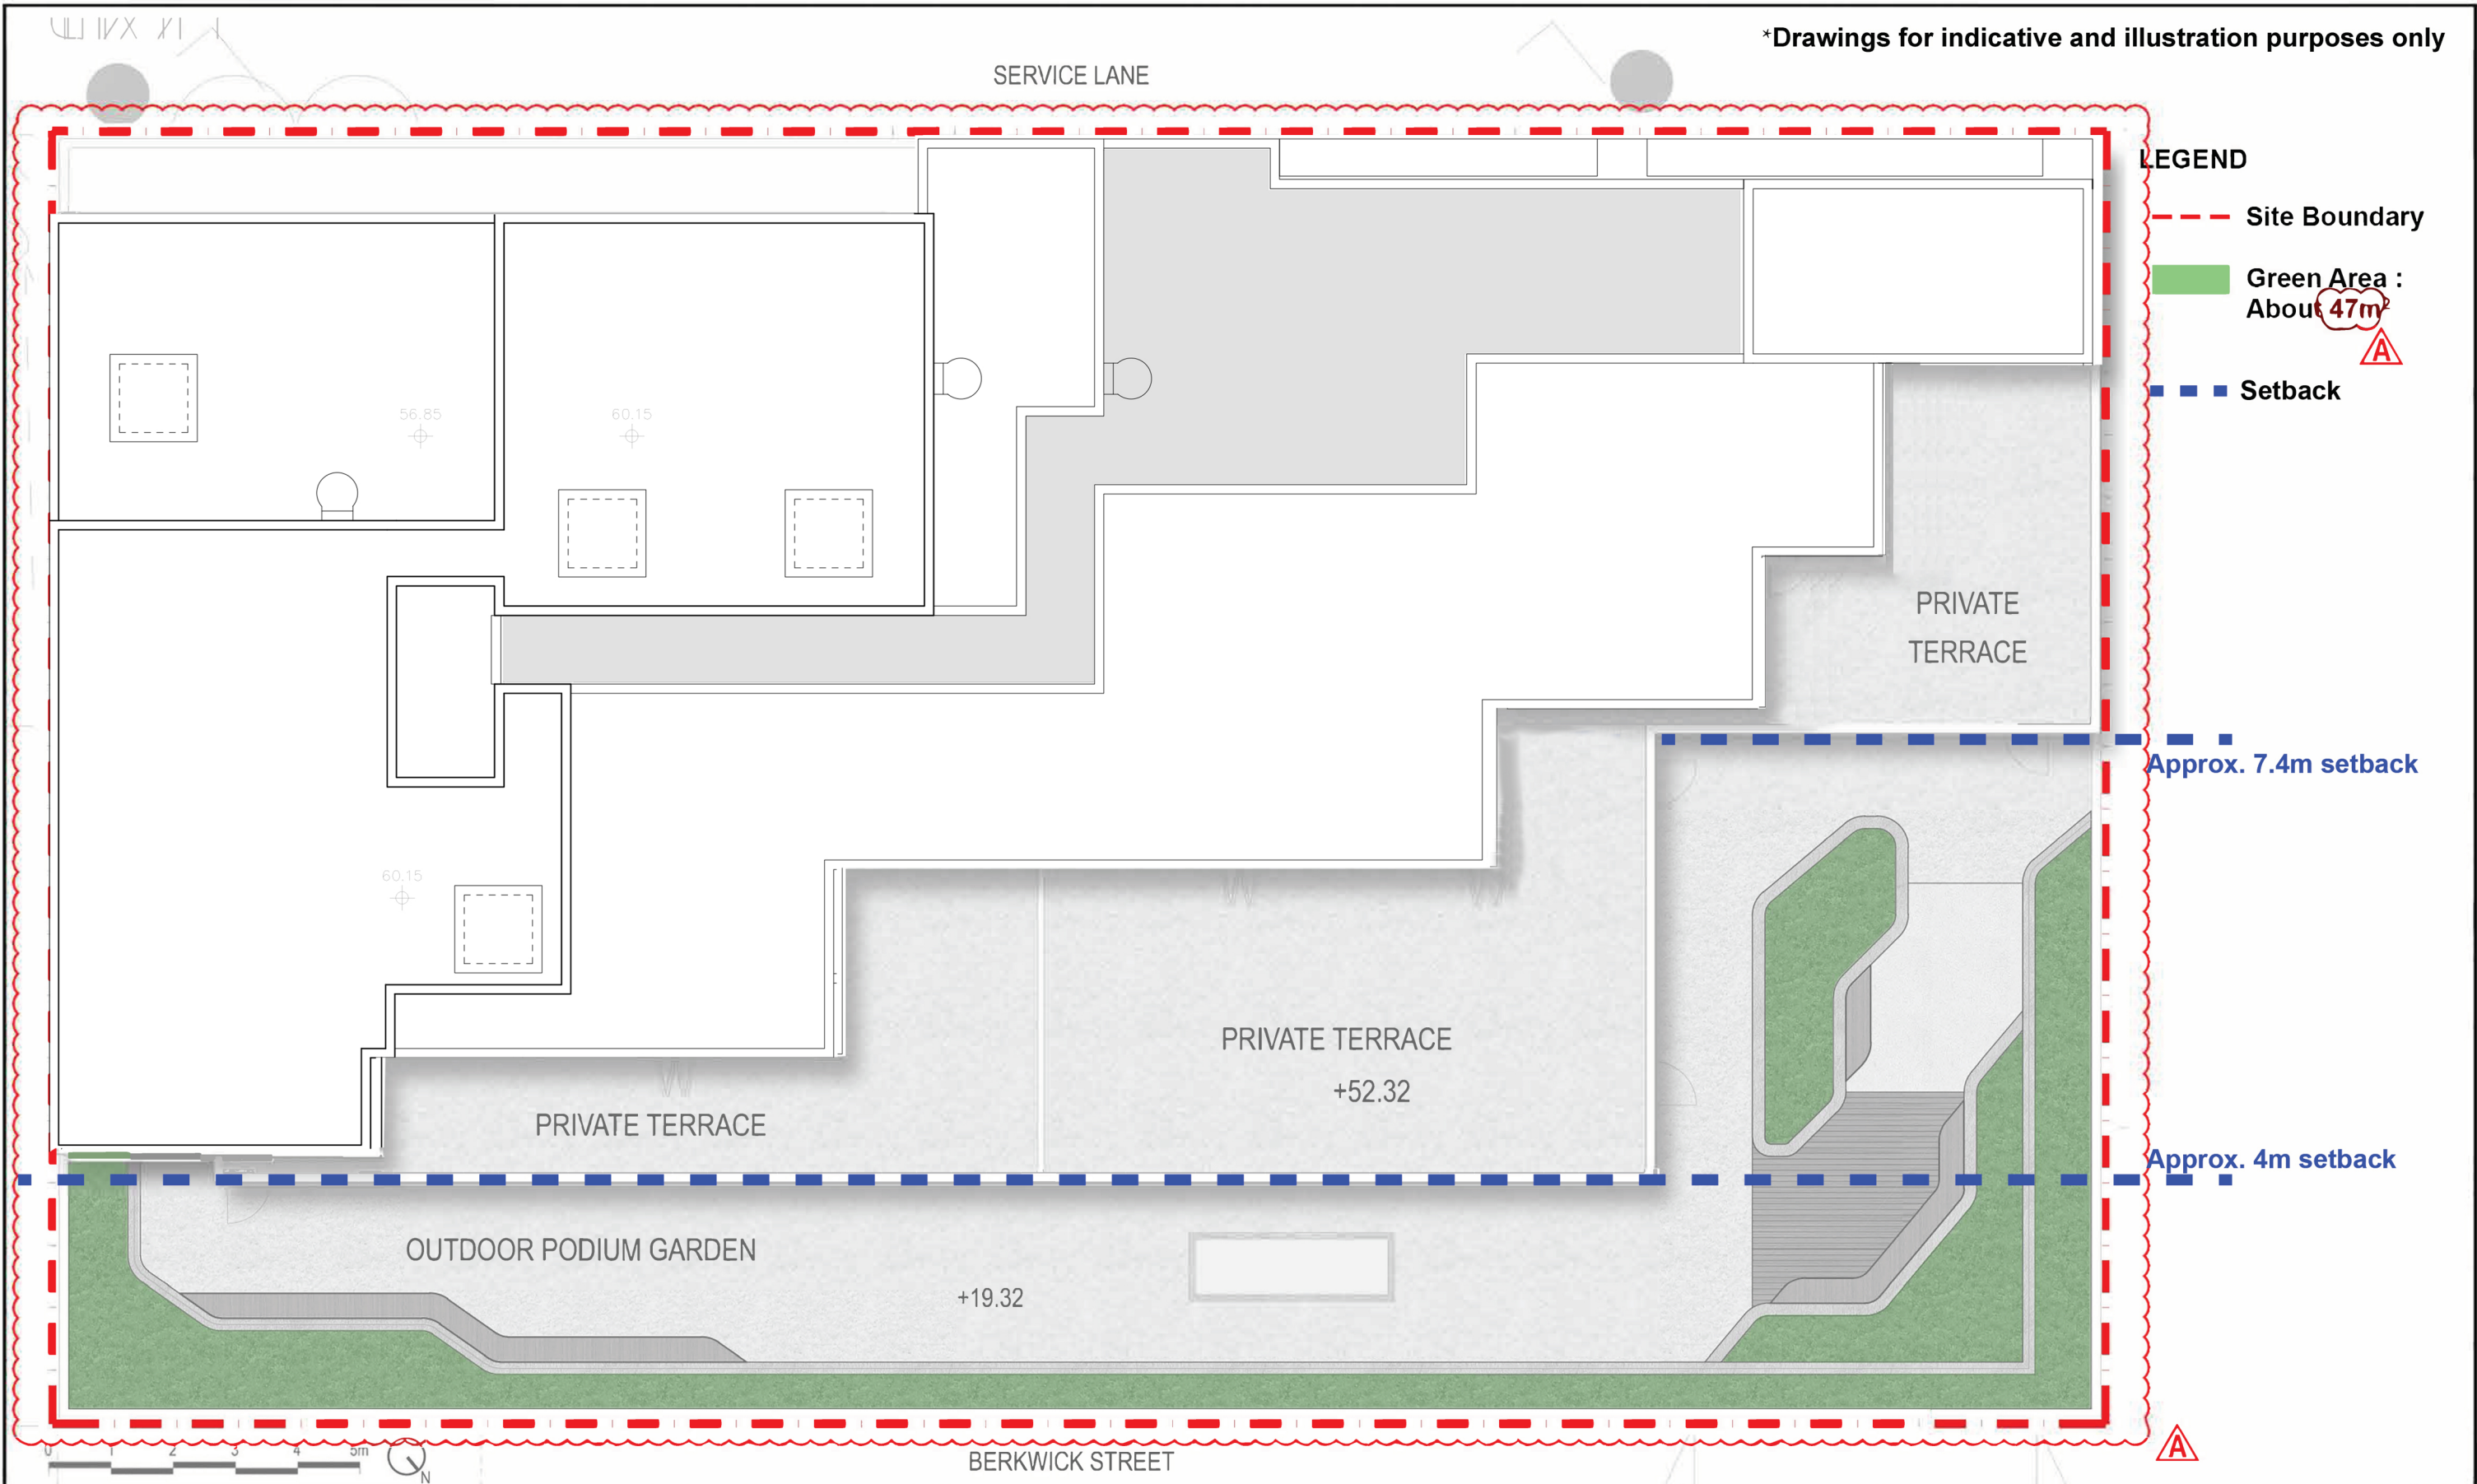 *Drawings for indicative and illustration purposes only
SERVICE LANE
LEGEND
Site Boundary
Green Area :
About 47m²
A
Setback
56.85
60.15
PRIVATE
TERRACE
Approx. 7.4m setback
60.15
PRIVATE TERRACE
+52.32
PRIVATE TERRACE
Approx. 4m setback
OUTDOOR PODIUM GARDEN
+19.32
0 1 2 3 4 5m
N
BERKWICK STREET
A